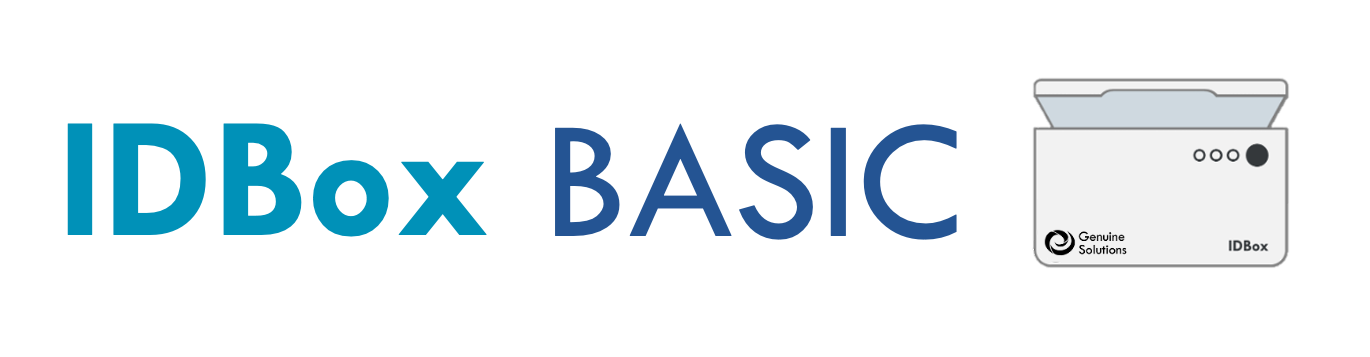 IDBox BASIC
Genuine
Solutions
IDBox